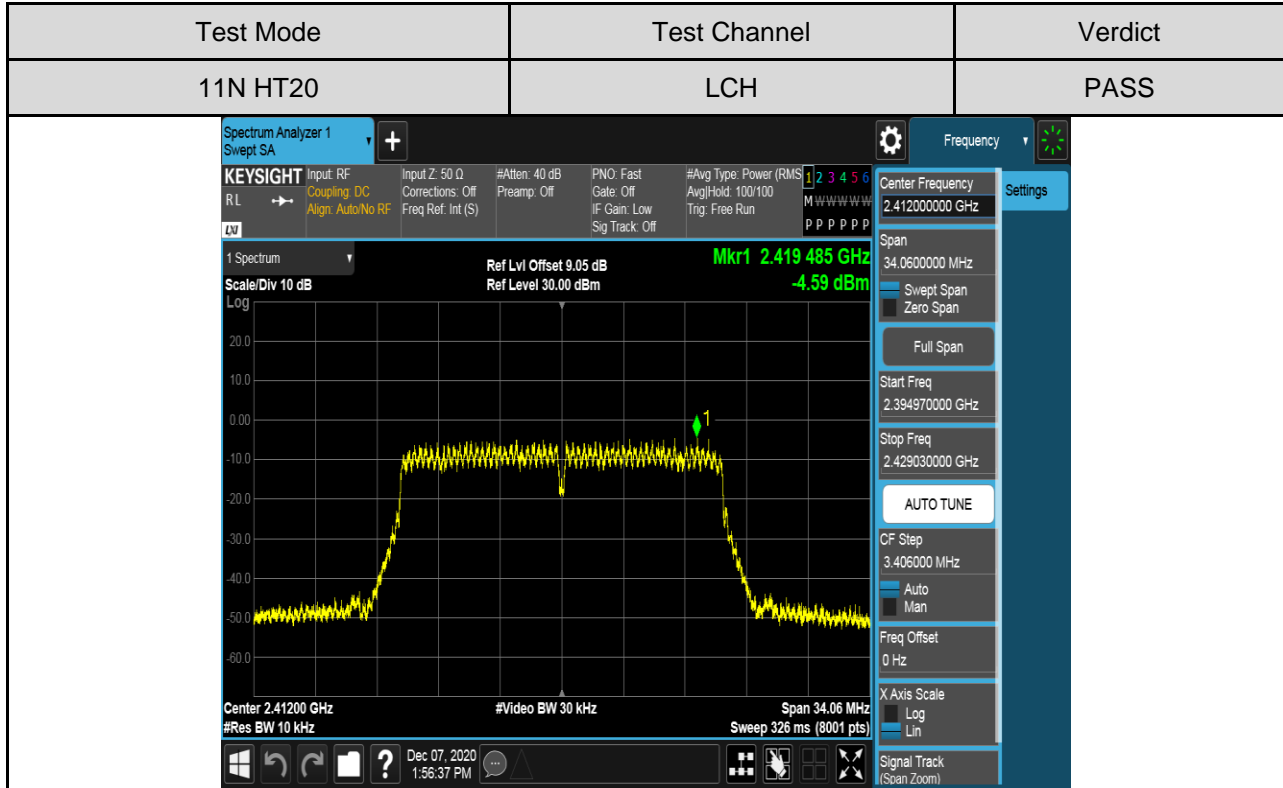 Test Mode Test Channel Verdict
11N HT20 LCH PASS
Spectrum Analyzer 1
Swept SA
+
Frequency
KEYSIGHT
RL
LXI
Input: RF
Coupling: DC
Align: Auto/No RF
Input Z: 50 Ω
Corrections: Off
Freq Ref: Int (S)
#Atten: 40 dB
Preamp: Off
PNO: Fast
Gate: Off
IF Gain: Low
Sig Track: Off
#Avg Type: Power (RMS
Avg|Hold: 100/100
Trig: Free Run
1 2 3 4 5 6
M W W W W W
P P P P P P
1 Spectrum
Scale/Div 10 dB
Ref Lvl Offset 9.05 dB
Ref Level 30.00 dBm
Mkr1 2.419 485 GHz
-4.59 dBm
Log
20.0
10.0
0.00
-10.0
-20.0
-30.0
-40.0
-50.0
-60.0
1
Center 2.41200 GHz
#Res BW 10 kHz
#Video BW 30 kHz
Span 34.06 MHz
Sweep 326 ms (8001 pts)
Center Frequency
2.412000000 GHz
Settings
Span
34.0600000 MHz
Swept Span
Zero Span
Full Span
Start Freq
2.394970000 GHz
Stop Freq
2.429030000 GHz
AUTO TUNE
CF Step
3.406000 MHz
Auto
Man
Freq Offset
0 Hz
X Axis Scale
Log
Lin
Signal Track
(Span Zoom)
?
Dec 07, 2020
1:56:37 PM